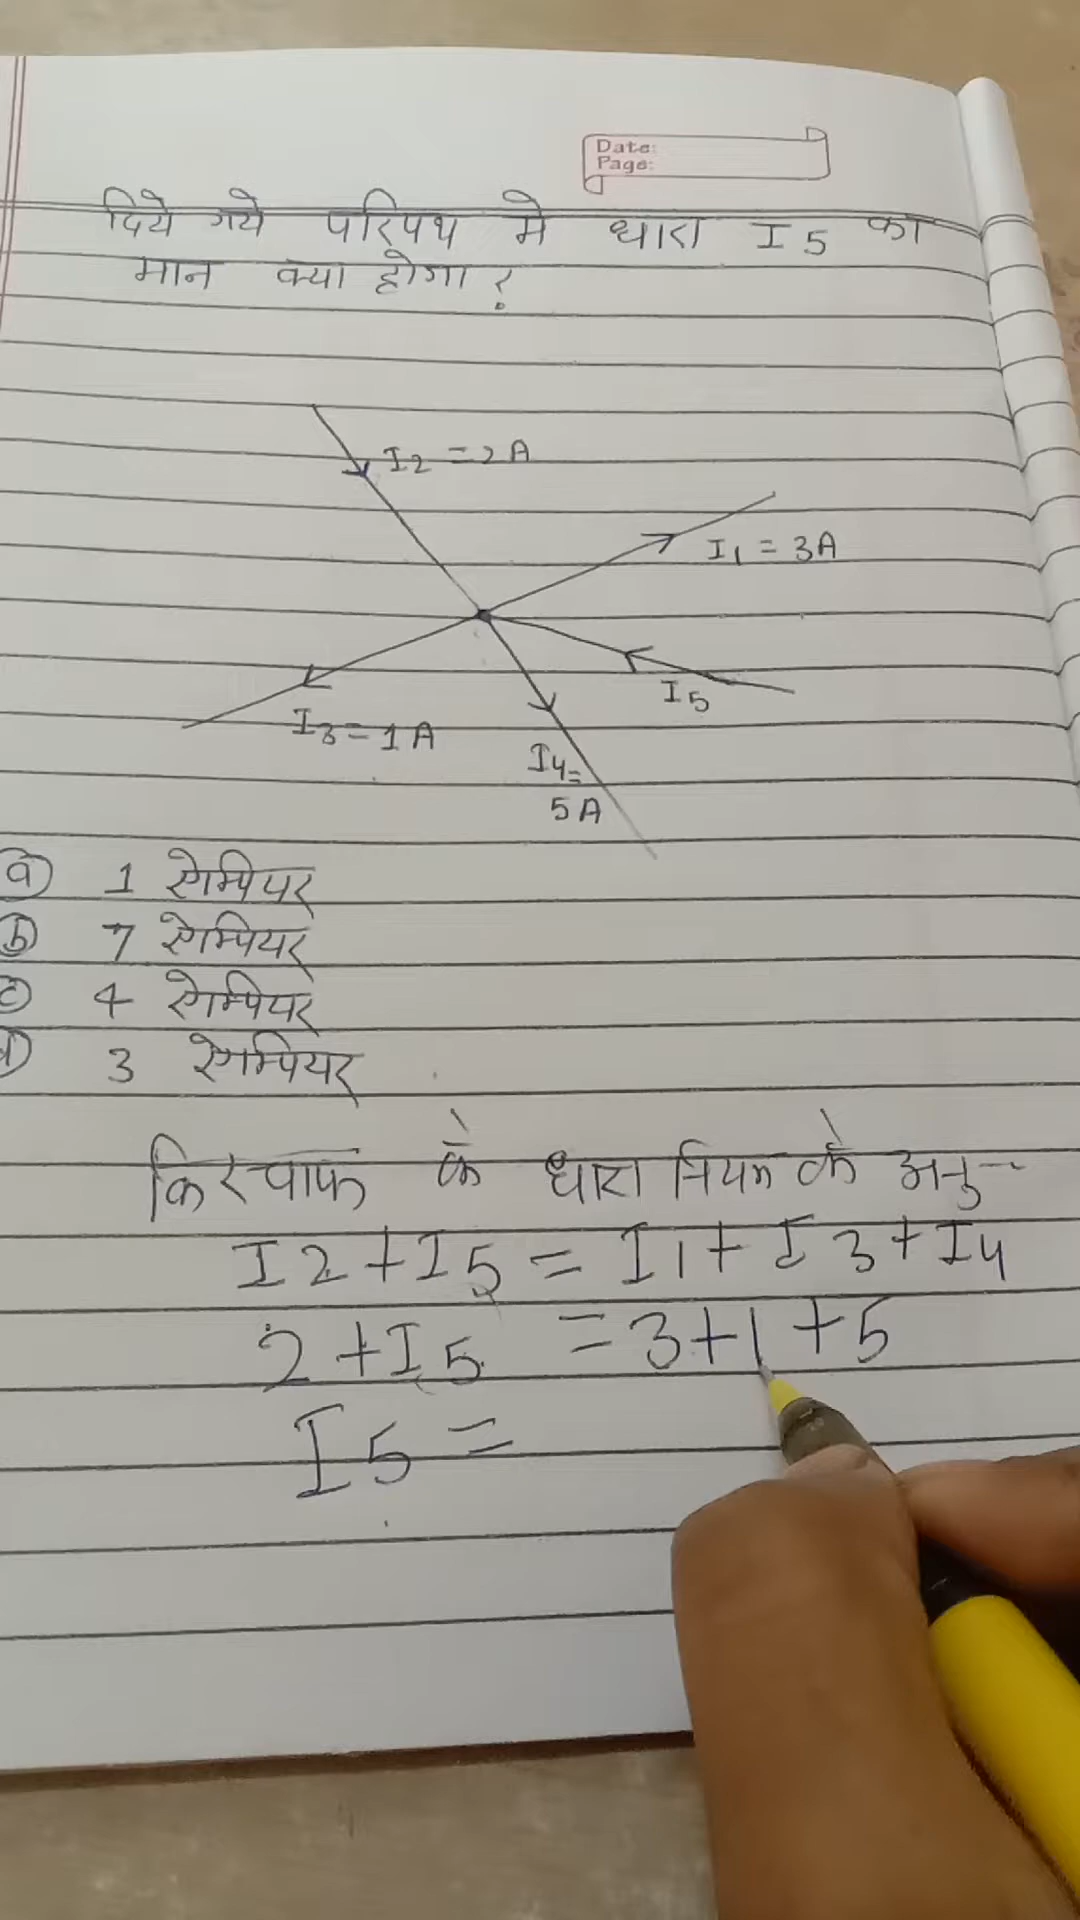 Date:
Page:
दिये गये परिपथ मे धारा I5 का
मान क्या होगा?
I2 = 2A
I1 = 3A
I5
I3 = 1A
I4=
5A
a 1 ऐम्पियर
b 7 ऐम्पियर
c 4 ऐम्पियर
d 3 ऐम्पियर
किरचाफ के धारा नियम के अनु--
I2+I5 = I1+I3+I4
2+I5 = 3+1+5
I5 =